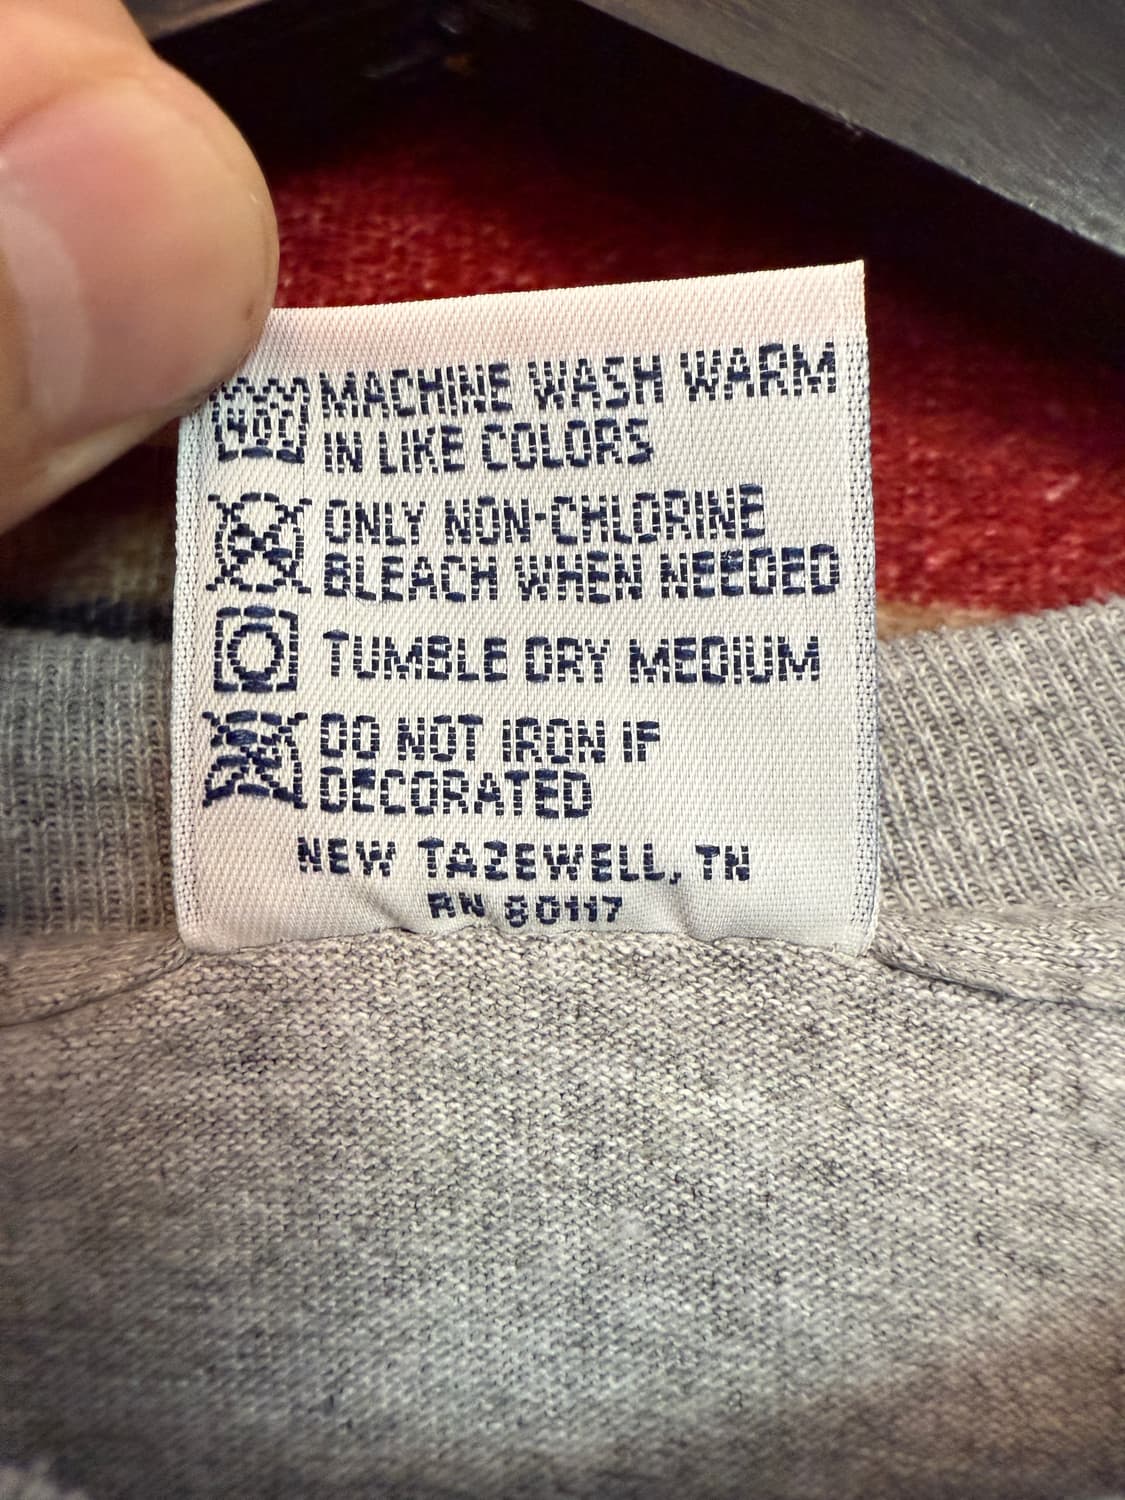 40C MACHINE WASH WARM
IN LIKE COLORS
ONLY NON-CHLORINE
BLEACH WHEN NEEDED
TUMBLE DRY MEDIUM
DO NOT IRON IF
DECORATED
NEW TAZEWELL, TN
RN 80117